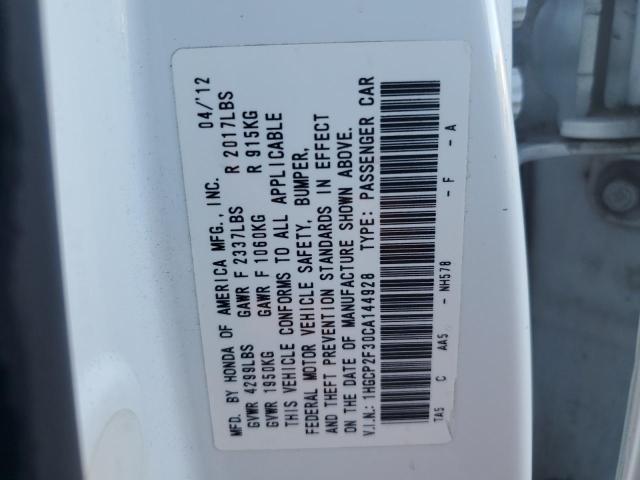 MFD. BY HONDA OF AMERICA MFG., INC. 04/'12
GVWR 4299LBS GAWR F 2337LBS R 2017LBS
GVWR 1950KG GAWR F 1060KG R 915KG
THIS VEHICLE CONFORMS TO ALL APPLICABLE
FEDERAL MOTOR VEHICLE SAFETY, BUMPER,
AND THEFT PREVENTION STANDARDS IN EFFECT
ON THE DATE OF MANUFACTURE SHOWN ABOVE.
V.I.N.: 1HGCP2F30CA144928 TYPE: PASSENGER CAR
TA5 C AA5 - NH578 - F - A